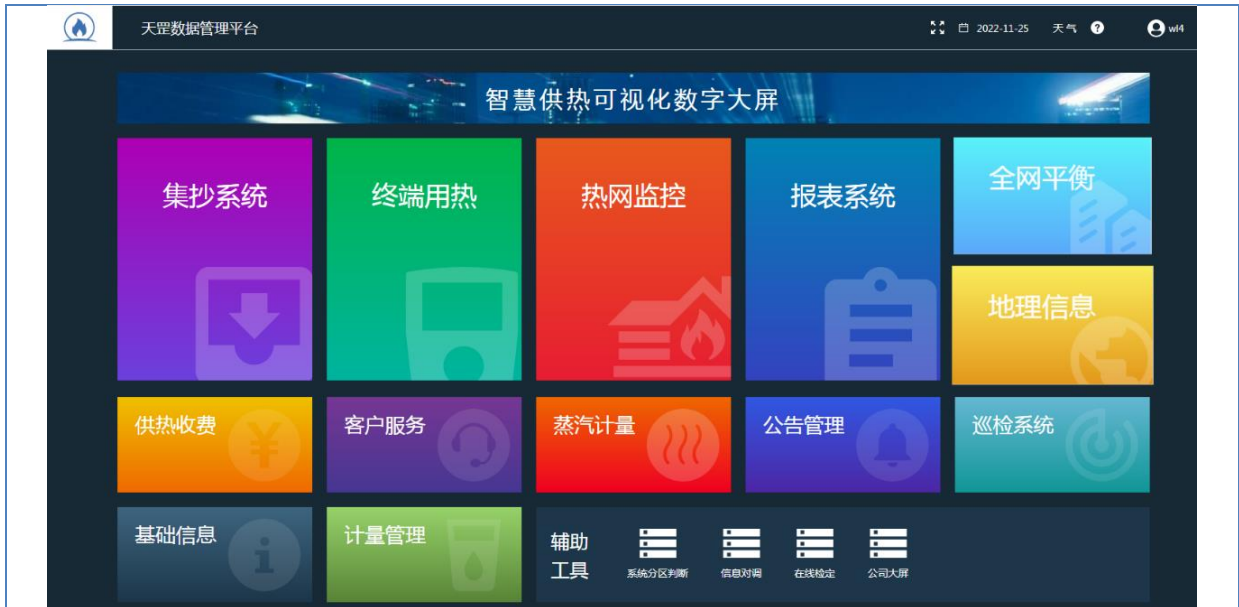 天罡数据管理平台
2022-11-25 天气 ? wl4
智慧供热可视化数字大屏
集抄系统 终端用热 热网监控 报表系统 全网平衡
地理信息
供热收费 客户服务 蒸汽计量 公告管理 巡检系统
基础信息 计量管理
辅助
工具
系统分区判断 信息对调 在线检定 公司大屏